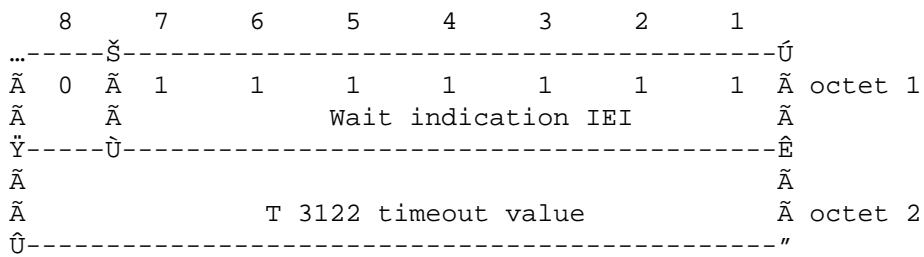 8 7 6 5 4 3 2 1
…-----Š------------------------------------------Ú
Ã 0 Ã 1 1 1 1 1 1 1 Ã octet 1
Ã Ã Wait indication IEI Ã
Ÿ-----Ù------------------------------------------Ê
Ã Ã
Ã T 3122 timeout value Ã octet 2
Û------------------------------------------------″